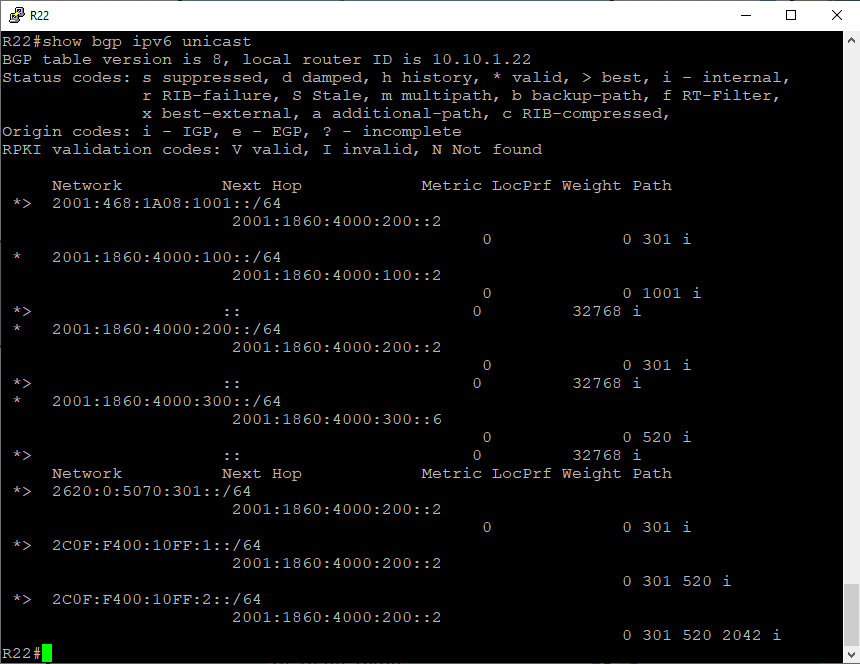 R22
R22#show bgp ipv6 unicast
BGP table version is 8, local router ID is 10.10.1.22
Status codes: s suppressed, d damped, h history, * valid, > best, i - internal,
              r RIB-failure, S Stale, m multipath, b backup-path, f RT-Filter,
              x best-external, a additional-path, c RIB-compressed,
Origin codes: i - IGP, e - EGP, ? - incomplete
RPKI validation codes: V valid, I invalid, N Not found
     Network          Next Hop            Metric LocPrf Weight Path
 *>  2001:468:1A08:1001::/64
                       2001:1860:4000:200::2
                                                0             0 301 i
 *   2001:1860:4000:100::/64
                       2001:1860:4000:100::2
                                                0             0 1001 i
 *>                   ::                       0         32768 i
 *   2001:1860:4000:200::/64
                       2001:1860:4000:200::2
                                                0             0 301 i
 *>                   ::                       0         32768 i
 *   2001:1860:4000:300::/64
                       2001:1860:4000:300::6
                                                0             0 520 i
 *>                   ::                       0         32768 i
     Network          Next Hop            Metric LocPrf Weight Path
 *>  2620:0:5070:301::/64
                       2001:1860:4000:200::2
                                                0             0 301 i
 *>  2C0F:F400:10FF:1::/64
                       2001:1860:4000:200::2
                                                              0 301 520 i
 *>  2C0F:F400:10FF:2::/64
                       2001:1860:4000:200::2
                                                              0 301 520 2042 i
R22#